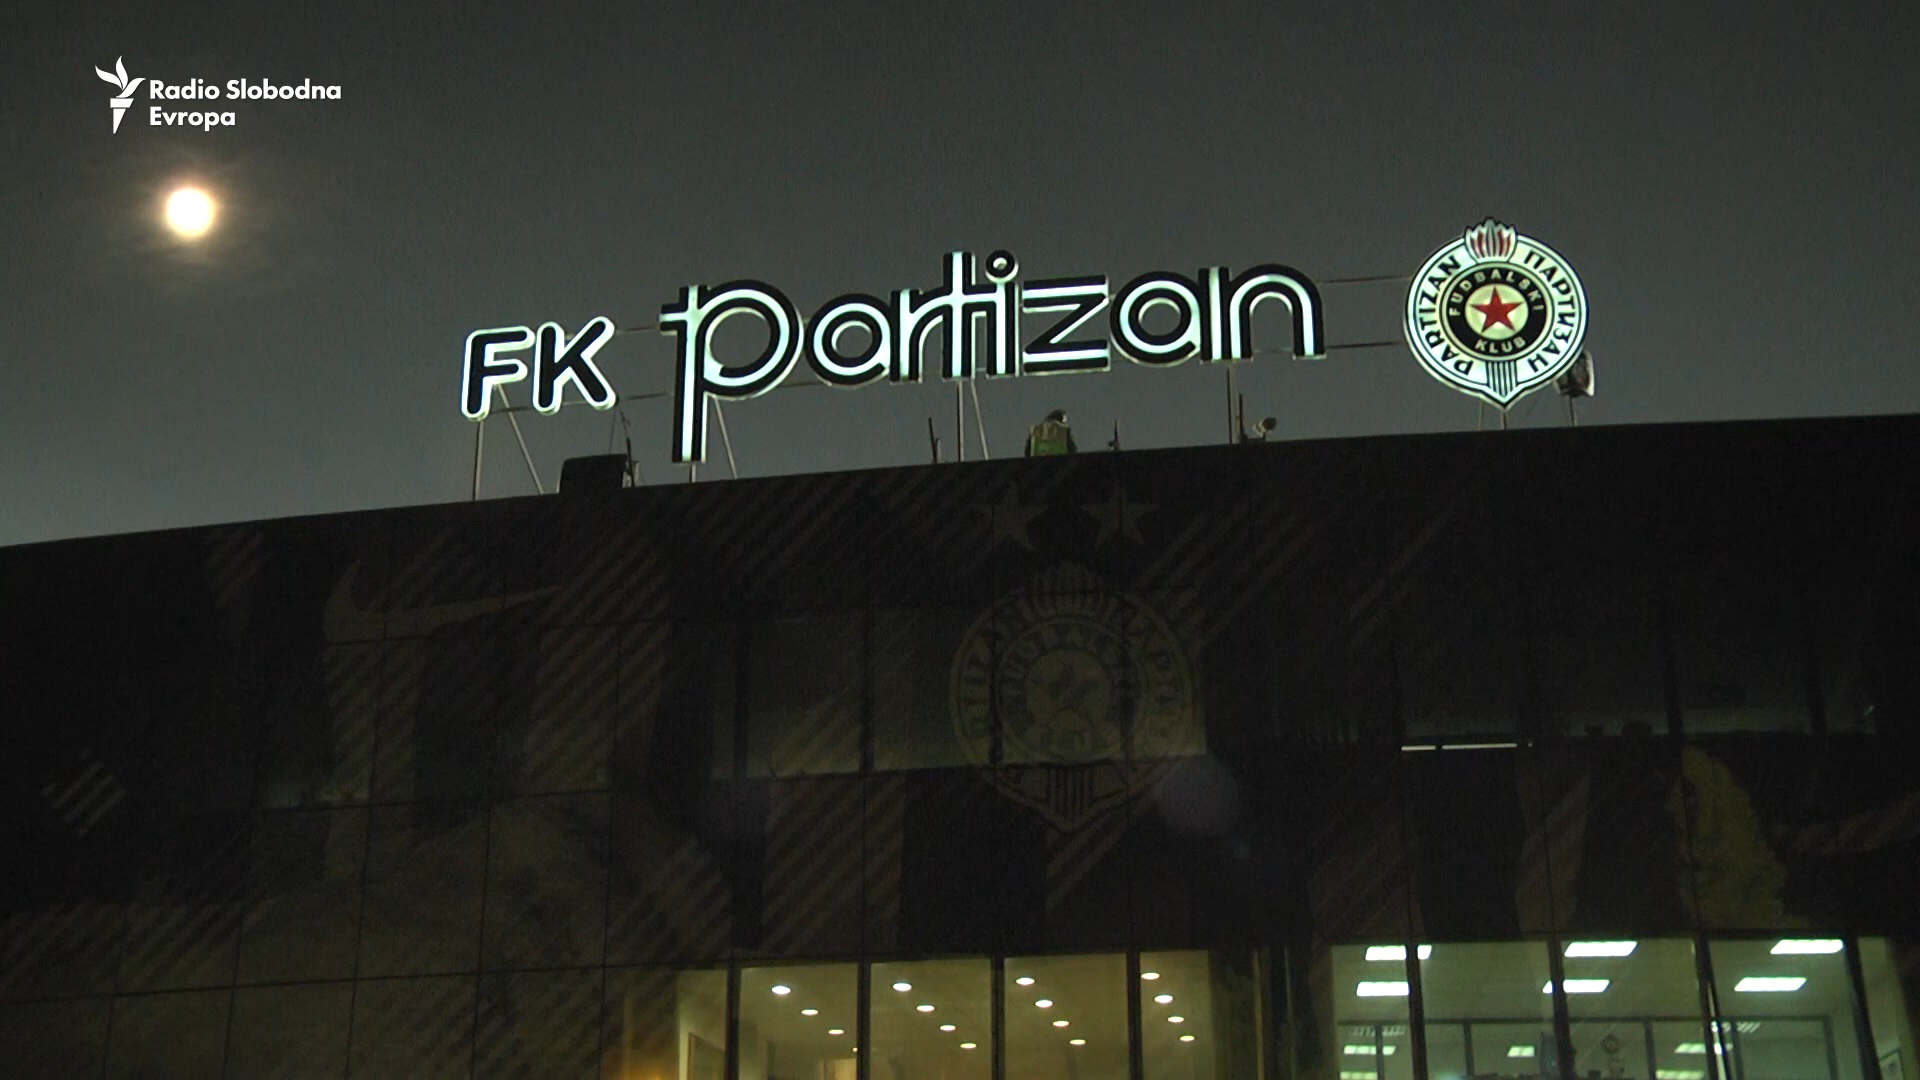 Radio Slobodna
Evropa
FK Partizan
PARTIZAN ПАРТИЗАН
FUDBALSKI
KLUB